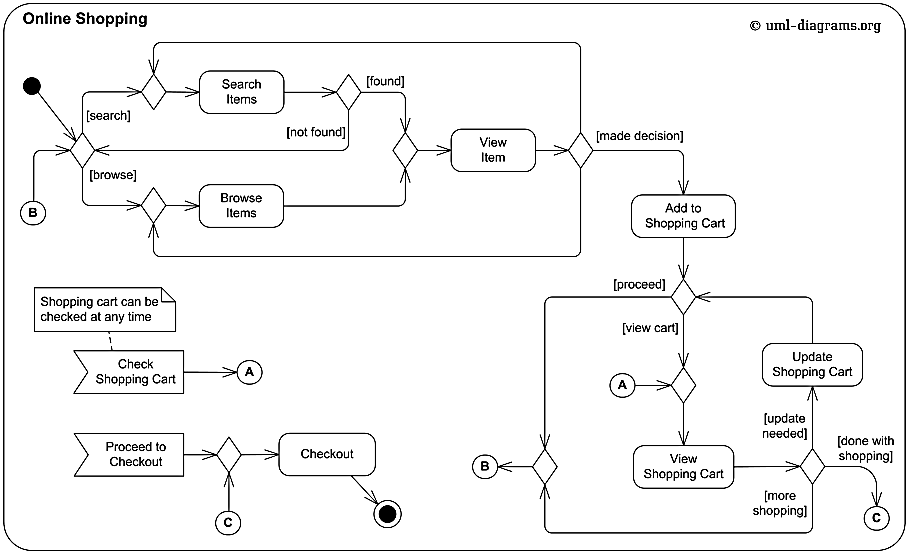 Online Shopping
© uml-diagrams.org
Search
Items
[found]
[search]
[not found]
[made decision]
View
Item
[browse]
Browse
Items
B
Add to
Shopping Cart
[proceed]
Shopping cart can be
checked at any time
[view cart]
Check
Shopping Cart
A
A
Update
Shopping Cart
[update
needed]
[done with
shopping]
Proceed to
Checkout
Checkout
B
View
Shopping Cart
[more
shopping]
C
C